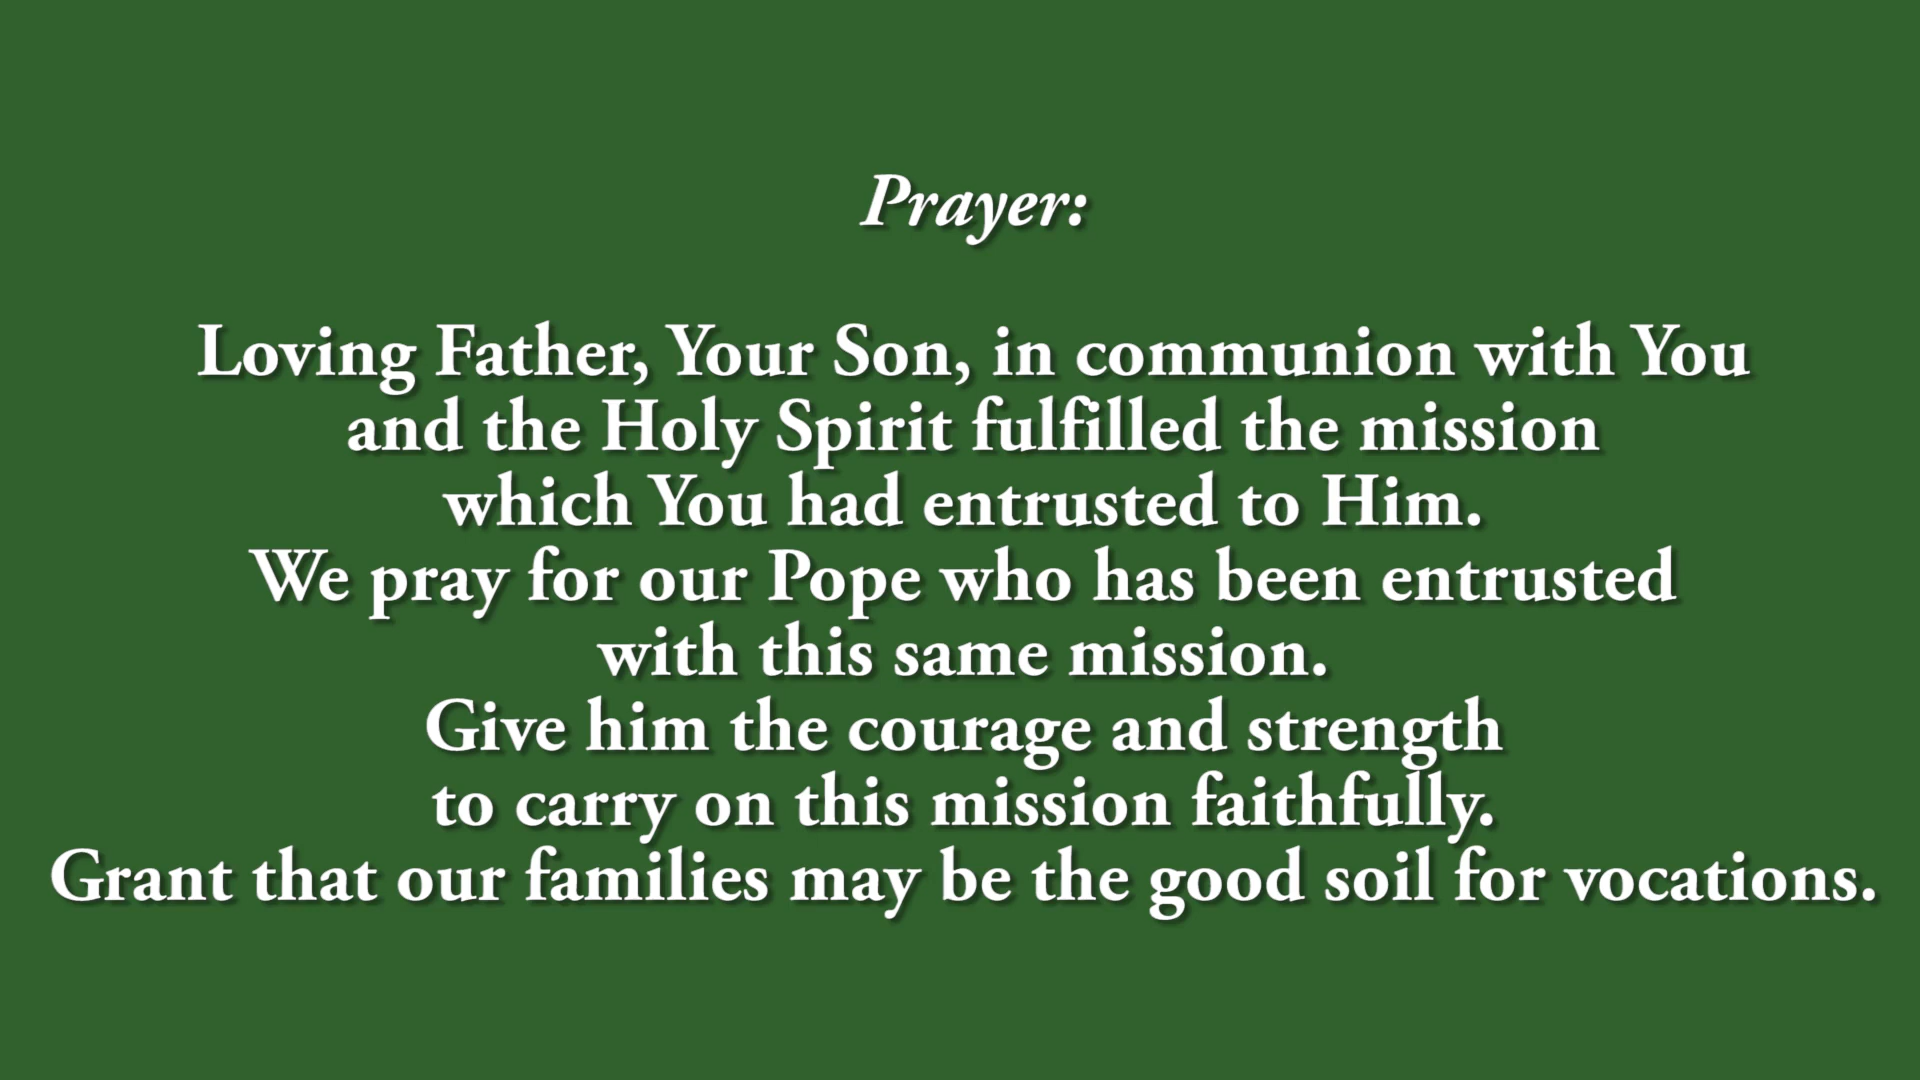 Prayer:
Loving Father, Your Son, in communion with You
and the Holy Spirit fulfilled the mission
which You had entrusted to Him.
We pray for our Pope who has been entrusted
with this same mission.
Give him the courage and strength
to carry on this mission faithfully.
Grant that our families may be the good soil for vocations.